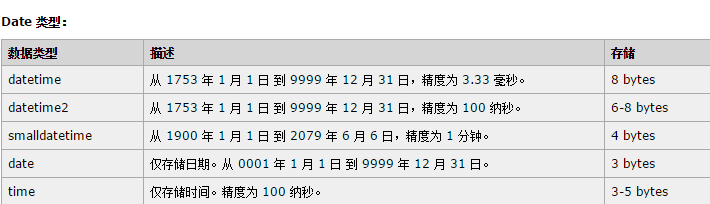 Date 类型：
数据类型 描述 存储
datetime 从 1753 年 1 月 1 日 到 9999 年 12 月 31 日，精度为 3.33 毫秒。 8 bytes
datetime2 从 1753 年 1 月 1 日 到 9999 年 12 月 31 日，精度为 100 纳秒。 6-8 bytes
smalldatetime 从 1900 年 1 月 1 日 到 2079 年 6 月 6 日，精度为 1 分钟。 4 bytes
date 仅存储日期。从 0001 年 1 月 1 日 到 9999 年 12 月 31 日。 3 bytes
time 仅存储时间。精度为 100 纳秒。 3-5 bytes